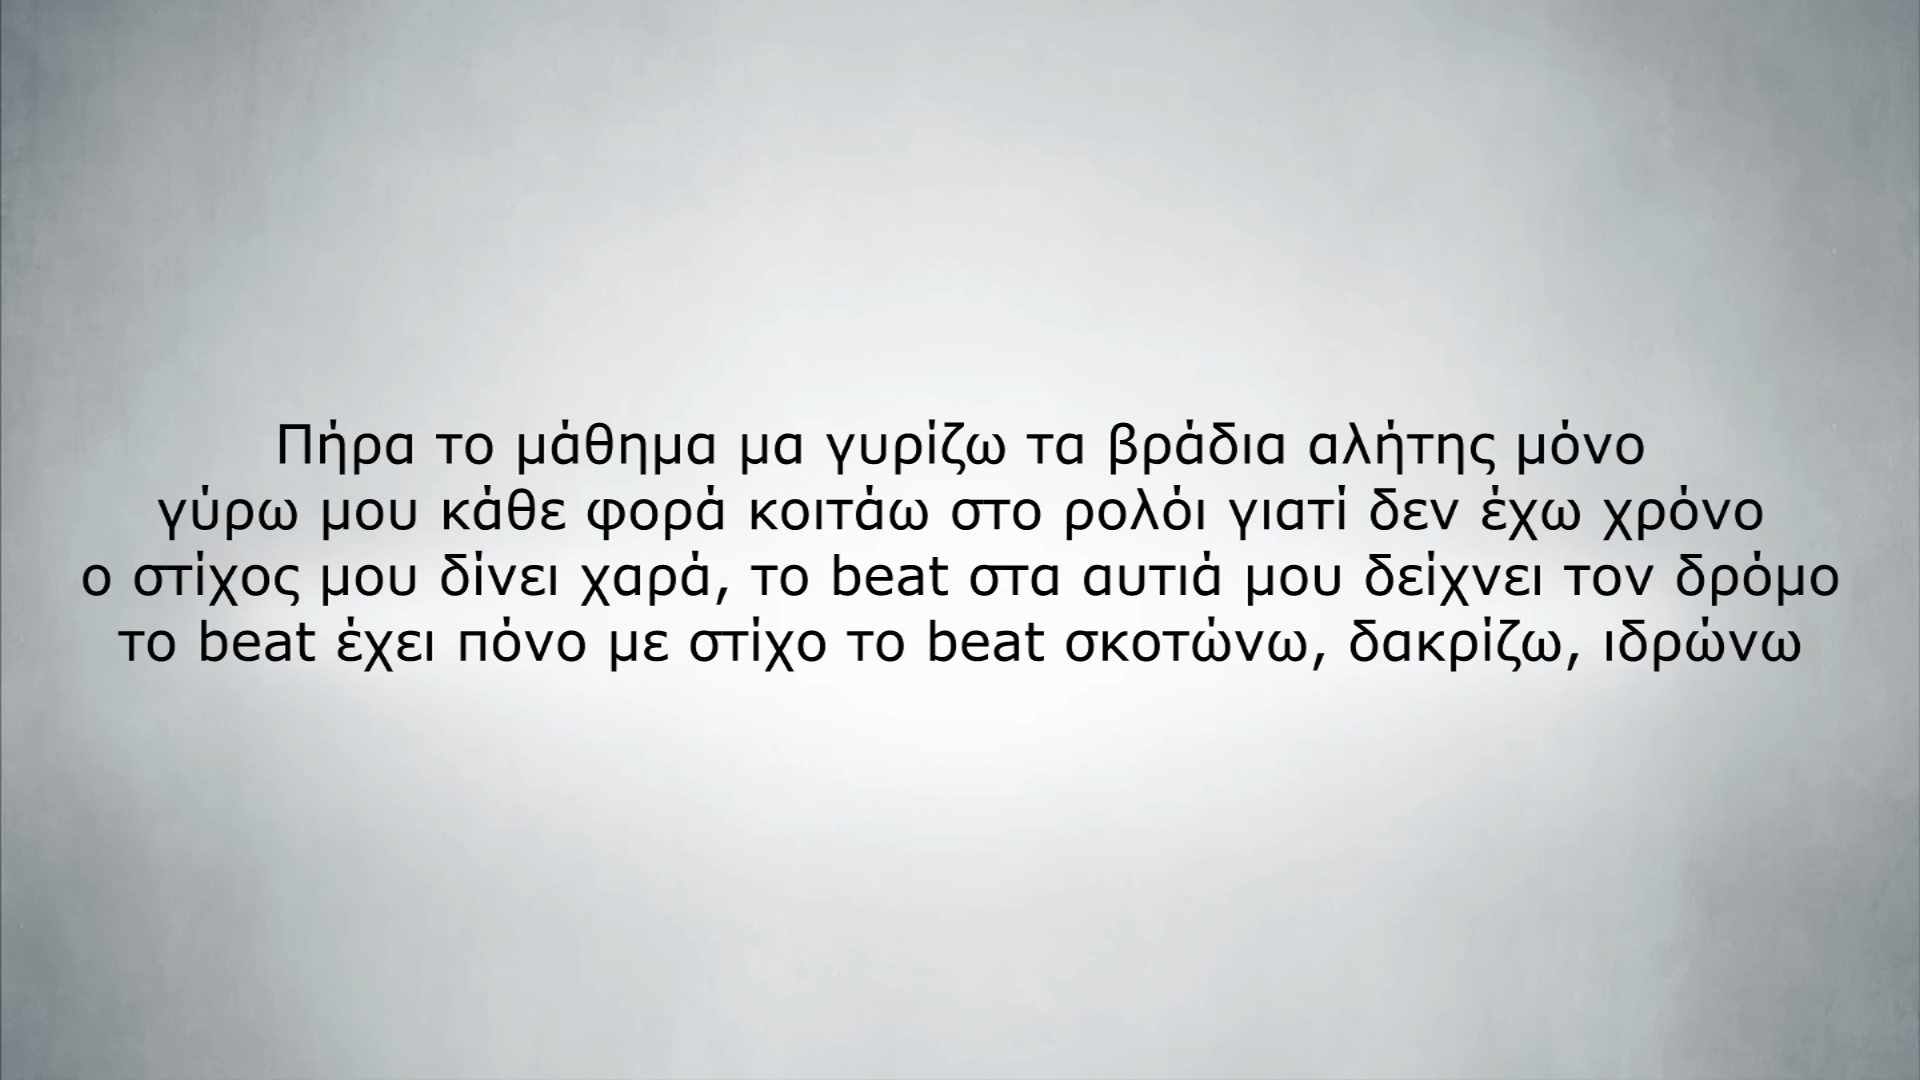 Πήρα το μάθημα μα γυρίζω τα βράδια αλήτης μόνο
γύρω μου κάθε φορά κοιτάω στο ρολόι γιατί δεν έχω χρόνο
ο στίχος μου δίνει χαρά, το beat στα αυτιά μου δείχνει τον δρόμο
το beat έχει πόνο με στίχο το beat σκοτώνω, δακρίζω, ιδρώνω